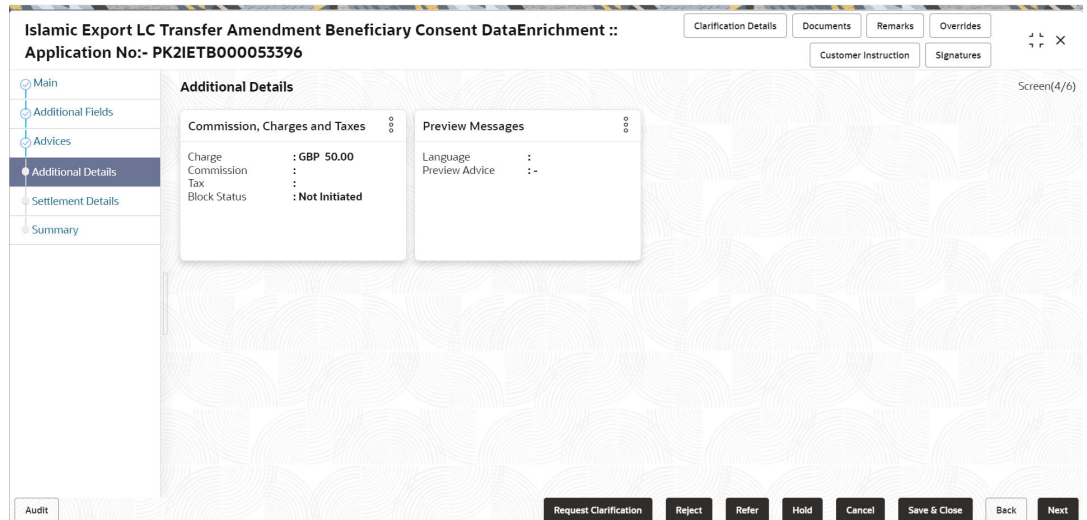 Islamic Export LC Transfer Amendment Beneficiary Consent DataEnrichment ::
Application No:- PK2IETB000053396
Clarification Details
Documents
Remarks
Overrides
Customer Instruction
Signatures
Main
Additional Fields
Advices
Additional Details
Settlement Details
Summary
Additional Details
Screen(4/6)
Commission, Charges and Taxes
Charge : GBP 50.00
Commission :
Tax :
Block Status : Not Initiated
Preview Messages
Language :
Preview Advice : -
Audit
Request Clarification
Reject
Refer
Hold
Cancel
Save & Close
Back
Next